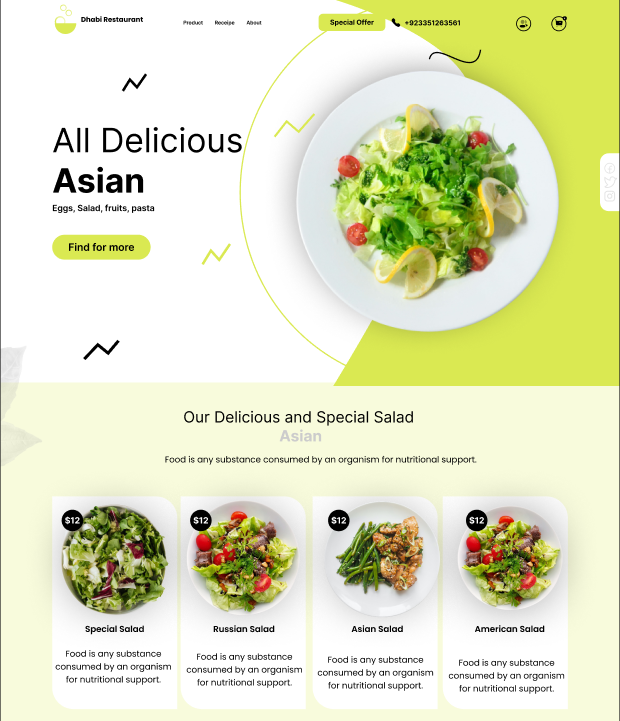 Dhabi Restaurant
Product Receipe About
Special Offer
+923351263561
All Delicious
Asian
Eggs, Salad, fruits, pasta
Find for more
Our Delicious and Special Salad
Asian
Food is any substance consumed by an organism for nutritional support.
$12
Special Salad
Food is any substance
consumed by an organism
for nutritional support.
$12
Russian Salad
Food is any substance
consumed by an organism
for nutritional support.
$12
Asian Salad
Food is any substance
consumed by an organism
for nutritional support.
$12
American Salad
Food is any substance
consumed by an organism
for nutritional support.